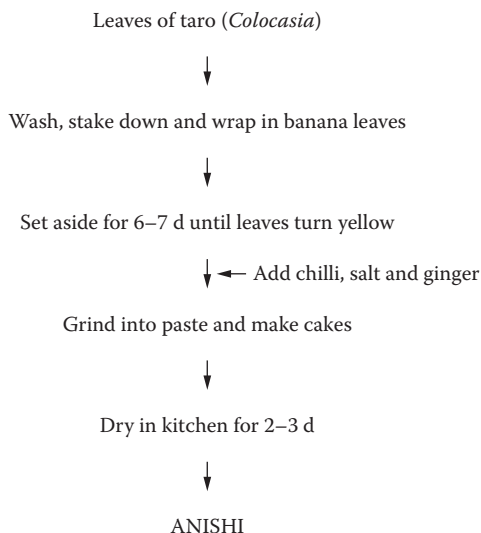 Leaves of taro (Colocasia)
Wash, stake down and wrap in banana leaves
Set aside for 6–7 d until leaves turn yellow
Add chilli, salt and ginger
Grind into paste and make cakes
Dry in kitchen for 2–3 d
ANISHI